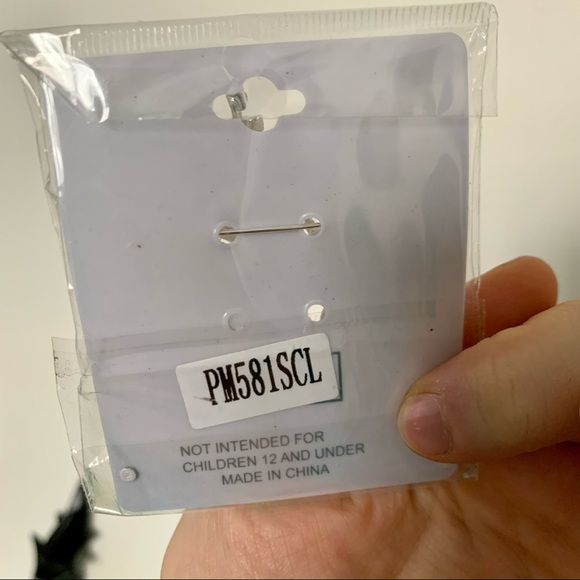 PM581SCL
NOT INTENDED FOR
CHILDREN 12 AND UNDER
MADE IN CHINA